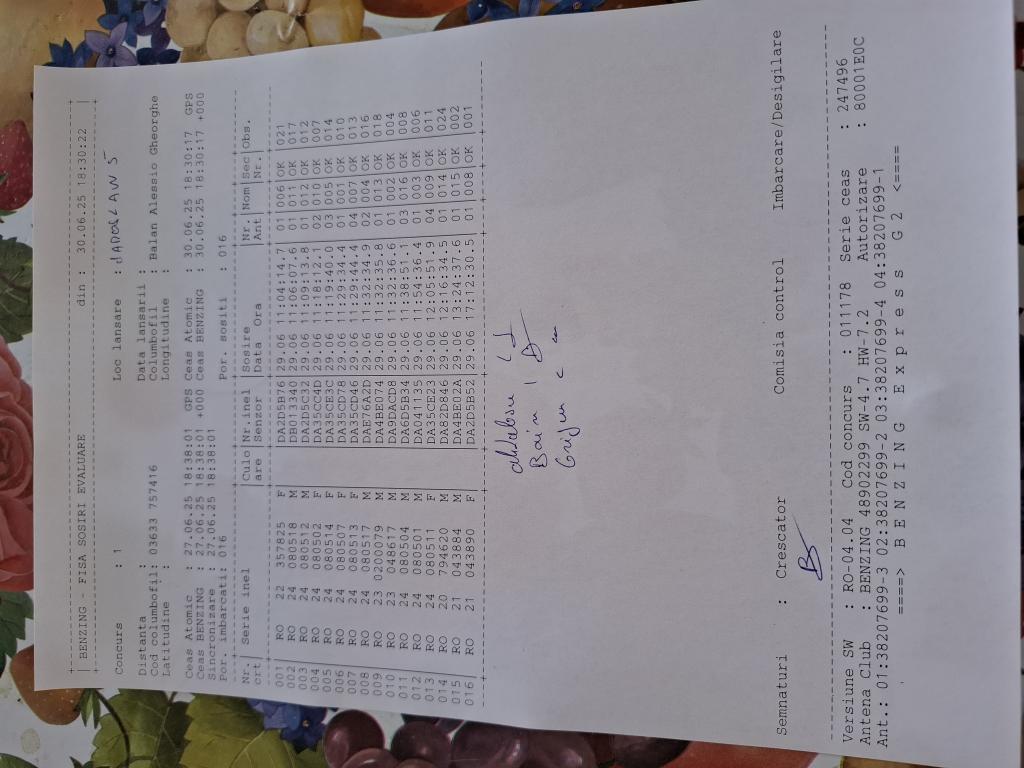 BENZING - FISA SOSIRI EVALUARE din : 30.06.25 18:30:22
Concurs : 1 Loc lansare :
Distanta : Data lansarii :
Cod columbofil: 03633 757416 Columbofil : Balan Alessio Gheorghe
Latitudine : Longitudine :
Ceas Atomic : 27.06.25 18:38:01 GPS Ceas Atomic : 30.06.25 18:30:17 GPS
Ceas BENZING : 27.06.25 18:38:01 +000 Ceas BENZING : 30.06.25 18:30:17 +000
Sincronizare: 27.06.25 18:38:01
Por. imbarcati: 016 Por. sositi : 016
Nr. Serie inel Culo Nr.inel Sosire Nr. Nom Sec Obs.
crt are Senzor Data Ora Ant Nr.
001 RO 22 357825 F DA2D5B76 29.06 11:04:14.7 01 006 OK 021
002 RO 24 080518 M B0133740 29.06 11:04:07.6 01 011 OK 017
003 RO 24 080512 M DA2D5C32 29.06 11:09:13.8 01 012 OK 012
004 RO 24 080502 F DA35CC4D 29.06 11:18:12.1 02 010 OK 007
005 RO 24 080514 F DA35CE3C 29.06 11:19:40.0 03 005 OK 014
006 RO 24 080507 F DA35CD78 29.06 11:29:34.4 01 001 OK 010
007 RO 24 080513 F DA35CD46 29.06 11:29:44.4 04 007 OK 013
008 RO 24 080517 M DAE76A2D 29.06 11:32:34.9 02 004 OK 016
009 RO 23 020079 M DA4BED74 29.06 11:32:35.8 01 013 OK 018
010 RO 23 048617 M DA9EACDB 29.06 11:32:36.6 01 002 OK 004
011 RO 24 080504 M DA6D5B34 29.06 11:38:51.1 03 016 OK 008
012 RO 24 080501 M DA041135 29.06 11:54:36.4 01 003 OK 006
013 RO 24 080511 F DA35CE23 29.06 12:05:51.9 04 009 OK 011
014 RO 20 794620 M DA82D846 29.06 12:16:34.5 01 014 OK 024
015 RO 21 043884 M DA4BE02A 29.06 13:24:37.6 01 015 OK 002
016 RO 21 043890 F DA2D5B52 29.06 17:12:30.5 01 008 OK 001
Semnaturi : Crescator Comisia control Imbarcare/Desigilare
Versiune SW : RO-04.04 Cod concurs : 011178 Serie ceas : 247496
Antena Club : BENZING 48902299 SW-4.7 HW-7.2 Autorizare : 80001E0C
Ant.: 01:38207699-3 02:38207699-2 03:38207699-4 04:38207699-1
====> B E N Z I N G E x p r e s s G 2 <====